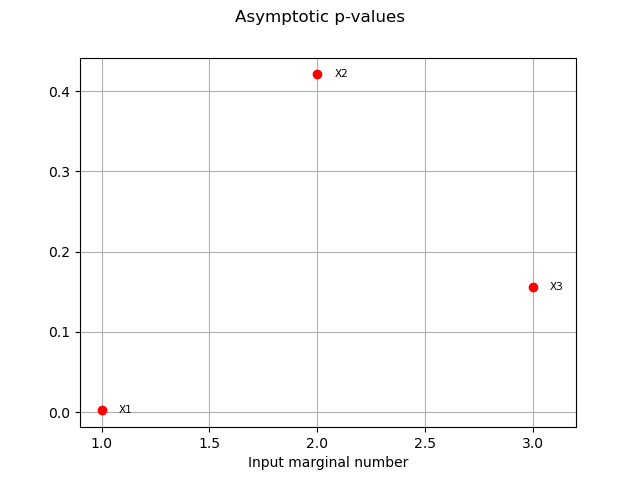 Asymptotic p-values
0.4
0.3
0.2
0.1
0.0
X2
X3
X1
1.0 1.5 2.0 2.5 3.0
Input marginal number